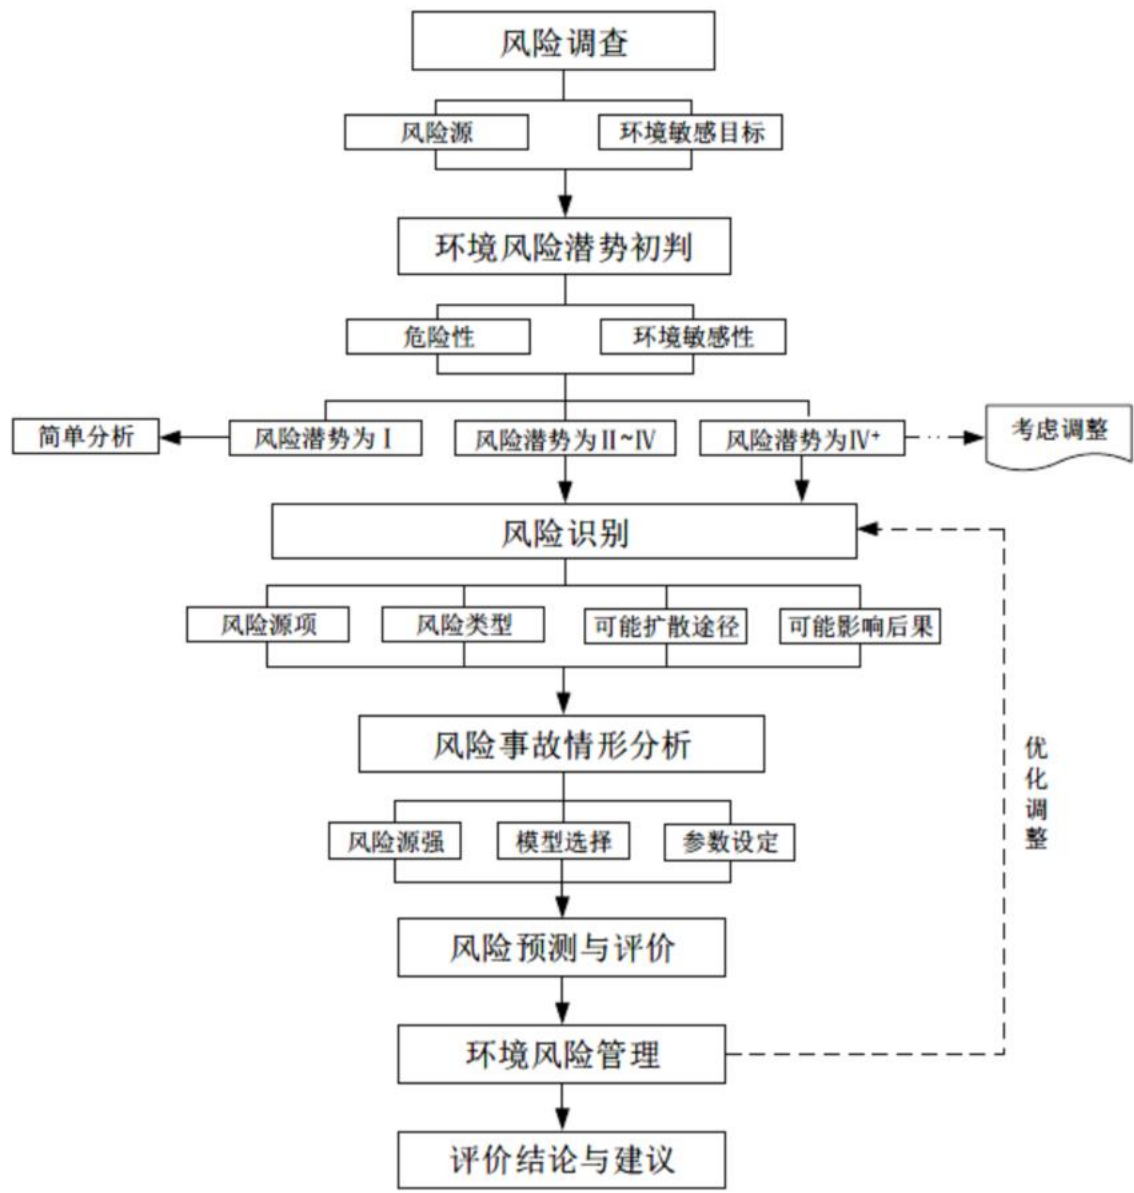 风险调查
风险源
环境敏感目标
环境风险潜势初判
危险性
环境敏感性
简单分析
风险潜势为Ⅰ
风险潜势为Ⅱ~Ⅳ
风险潜势为Ⅳ⁺
考虑调整
风险识别
风险源项
风险类型
可能扩散途径
可能影响后果
风险事故情形分析
优化调整
风险源强
模型选择
参数设定
风险预测与评价
环境风险管理
评价结论与建议